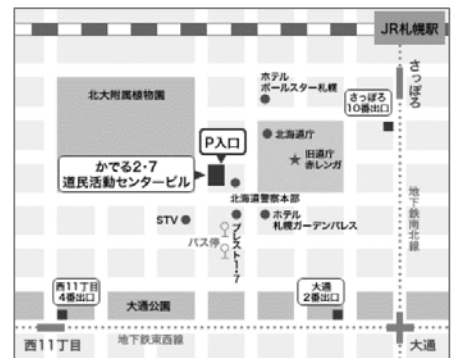 JR札幌駅
さっぽろ
ホテル
ポールスター札幌
さっぽろ
10番出口
北大附属植物園
北海道庁
P入口
旧道庁
赤レンガ
かでる2・7
道民活動センタービル
北海道警察本部
地下鉄南北線
STV
ホテル
札幌ガーデンパレス
プレスト1・7
バス停
西11丁目
4番出口
大通
2番出口
大通公園
地下鉄東西線
西11丁目
大通